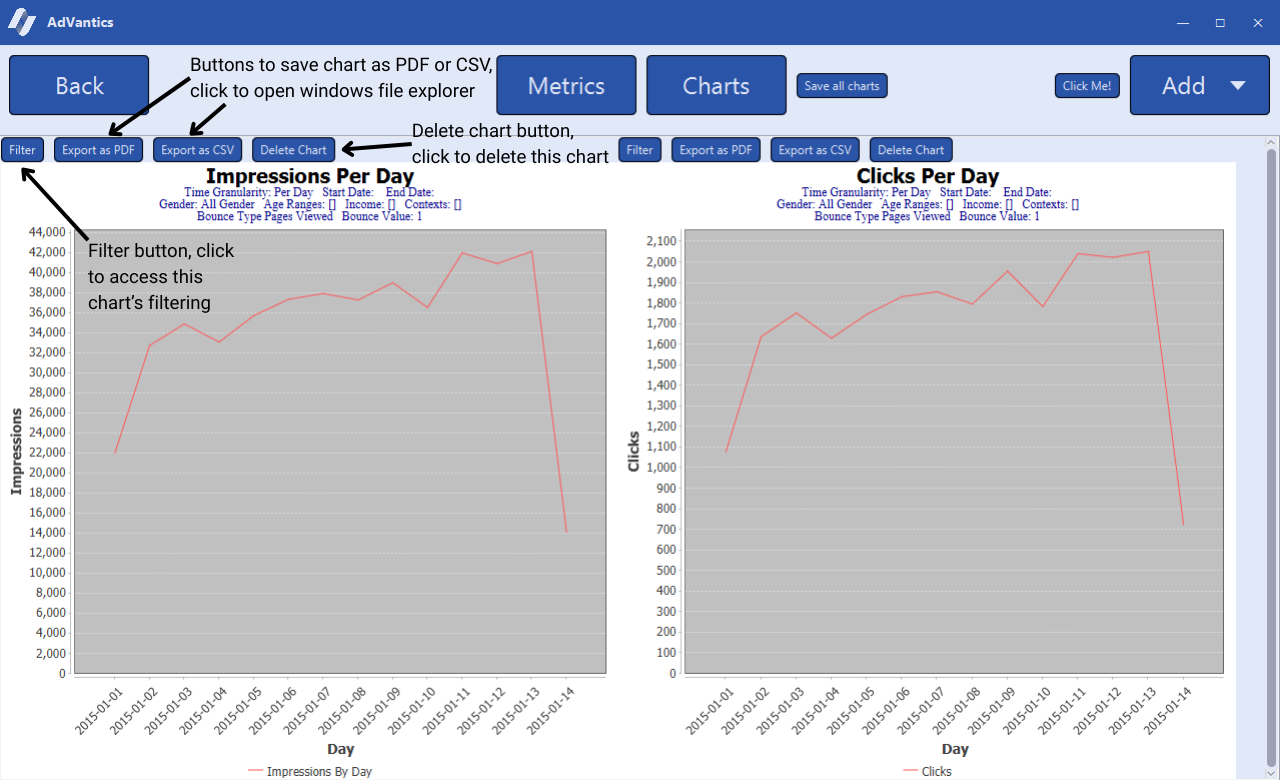 AdVantics
Back
Buttons to save chart as PDF or CSV,
click to open windows file explorer
Metrics
Charts
Save all charts
Click Me!
Add
Delete chart button,
click to delete this chart
Filter
Export as PDF
Export as CSV
Delete Chart
Filter
Export as PDF
Export as CSV
Delete Chart
Impressions Per Day
Time Granularity: Per Day Start Date: End Date:
Gender: All Gender Age Ranges: [] Income: [] Contexts: []
Bounce Type Pages Viewed Bounce Value: 1
Filter button, click
to access this
chart's filtering
44,000
42,000
40,000
38,000
36,000
34,000
32,000
30,000
28,000
26,000
24,000
22,000
20,000
18,000
16,000
14,000
12,000
10,000
8,000
6,000
4,000
2,000
0
Impressions
2015-01-01
2015-01-02
2015-01-03
2015-01-04
2015-01-05
2015-01-06
2015-01-07
2015-01-08
2015-01-09
2015-01-10
2015-01-11
2015-01-12
2015-01-13
2015-01-14
Day
Impressions By Day
Clicks Per Day
Time Granularity: Per Day Start Date: End Date:
Gender: All Gender Age Ranges: [] Income: [] Contexts: []
Bounce Type Pages Viewed Bounce Value: 1
2,100
2,000
1,900
1,800
1,700
1,600
1,500
1,400
1,300
1,200
1,100
1,000
900
800
700
600
500
400
300
200
100
0
Clicks
2015-01-01
2015-01-02
2015-01-03
2015-01-04
2015-01-05
2015-01-06
2015-01-07
2015-01-08
2015-01-09
2015-01-10
2015-01-11
2015-01-12
2015-01-13
2015-01-14
Day
Clicks